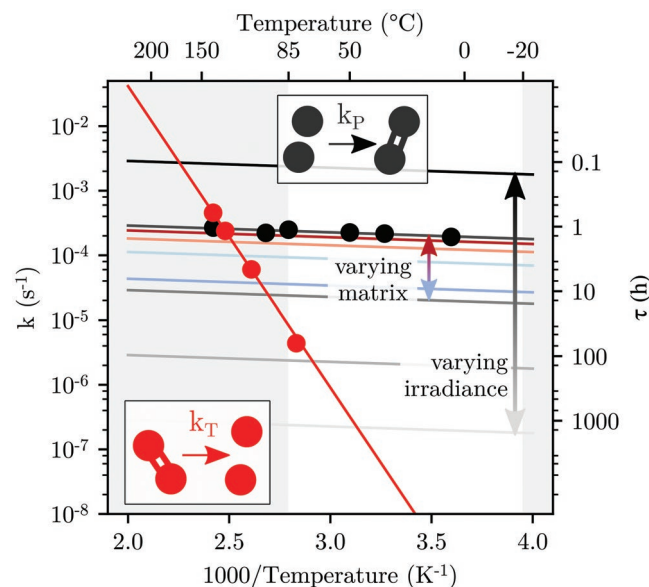 Temperature (°C)
200 150 85 50 0 -20
k_P
10⁻²
10⁻³
10⁻⁴
10⁻⁵
10⁻⁶
10⁻⁷
10⁻⁸
k (s⁻¹)
0.1
1
10
100
1000
τ (h)
varying
matrix
varying
irradiance
k_T
2.0 2.5 3.0 3.5 4.0
1000/Temperature (K⁻¹)